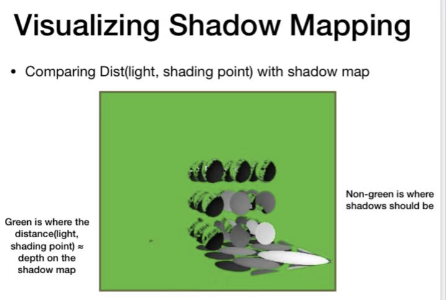 Visualizing Shadow Mapping
• Comparing Dist(light, shading point) with shadow map
Green is where the
distance(light,
shading point) ≈
depth on the
shadow map
Non-green is where
shadows should be